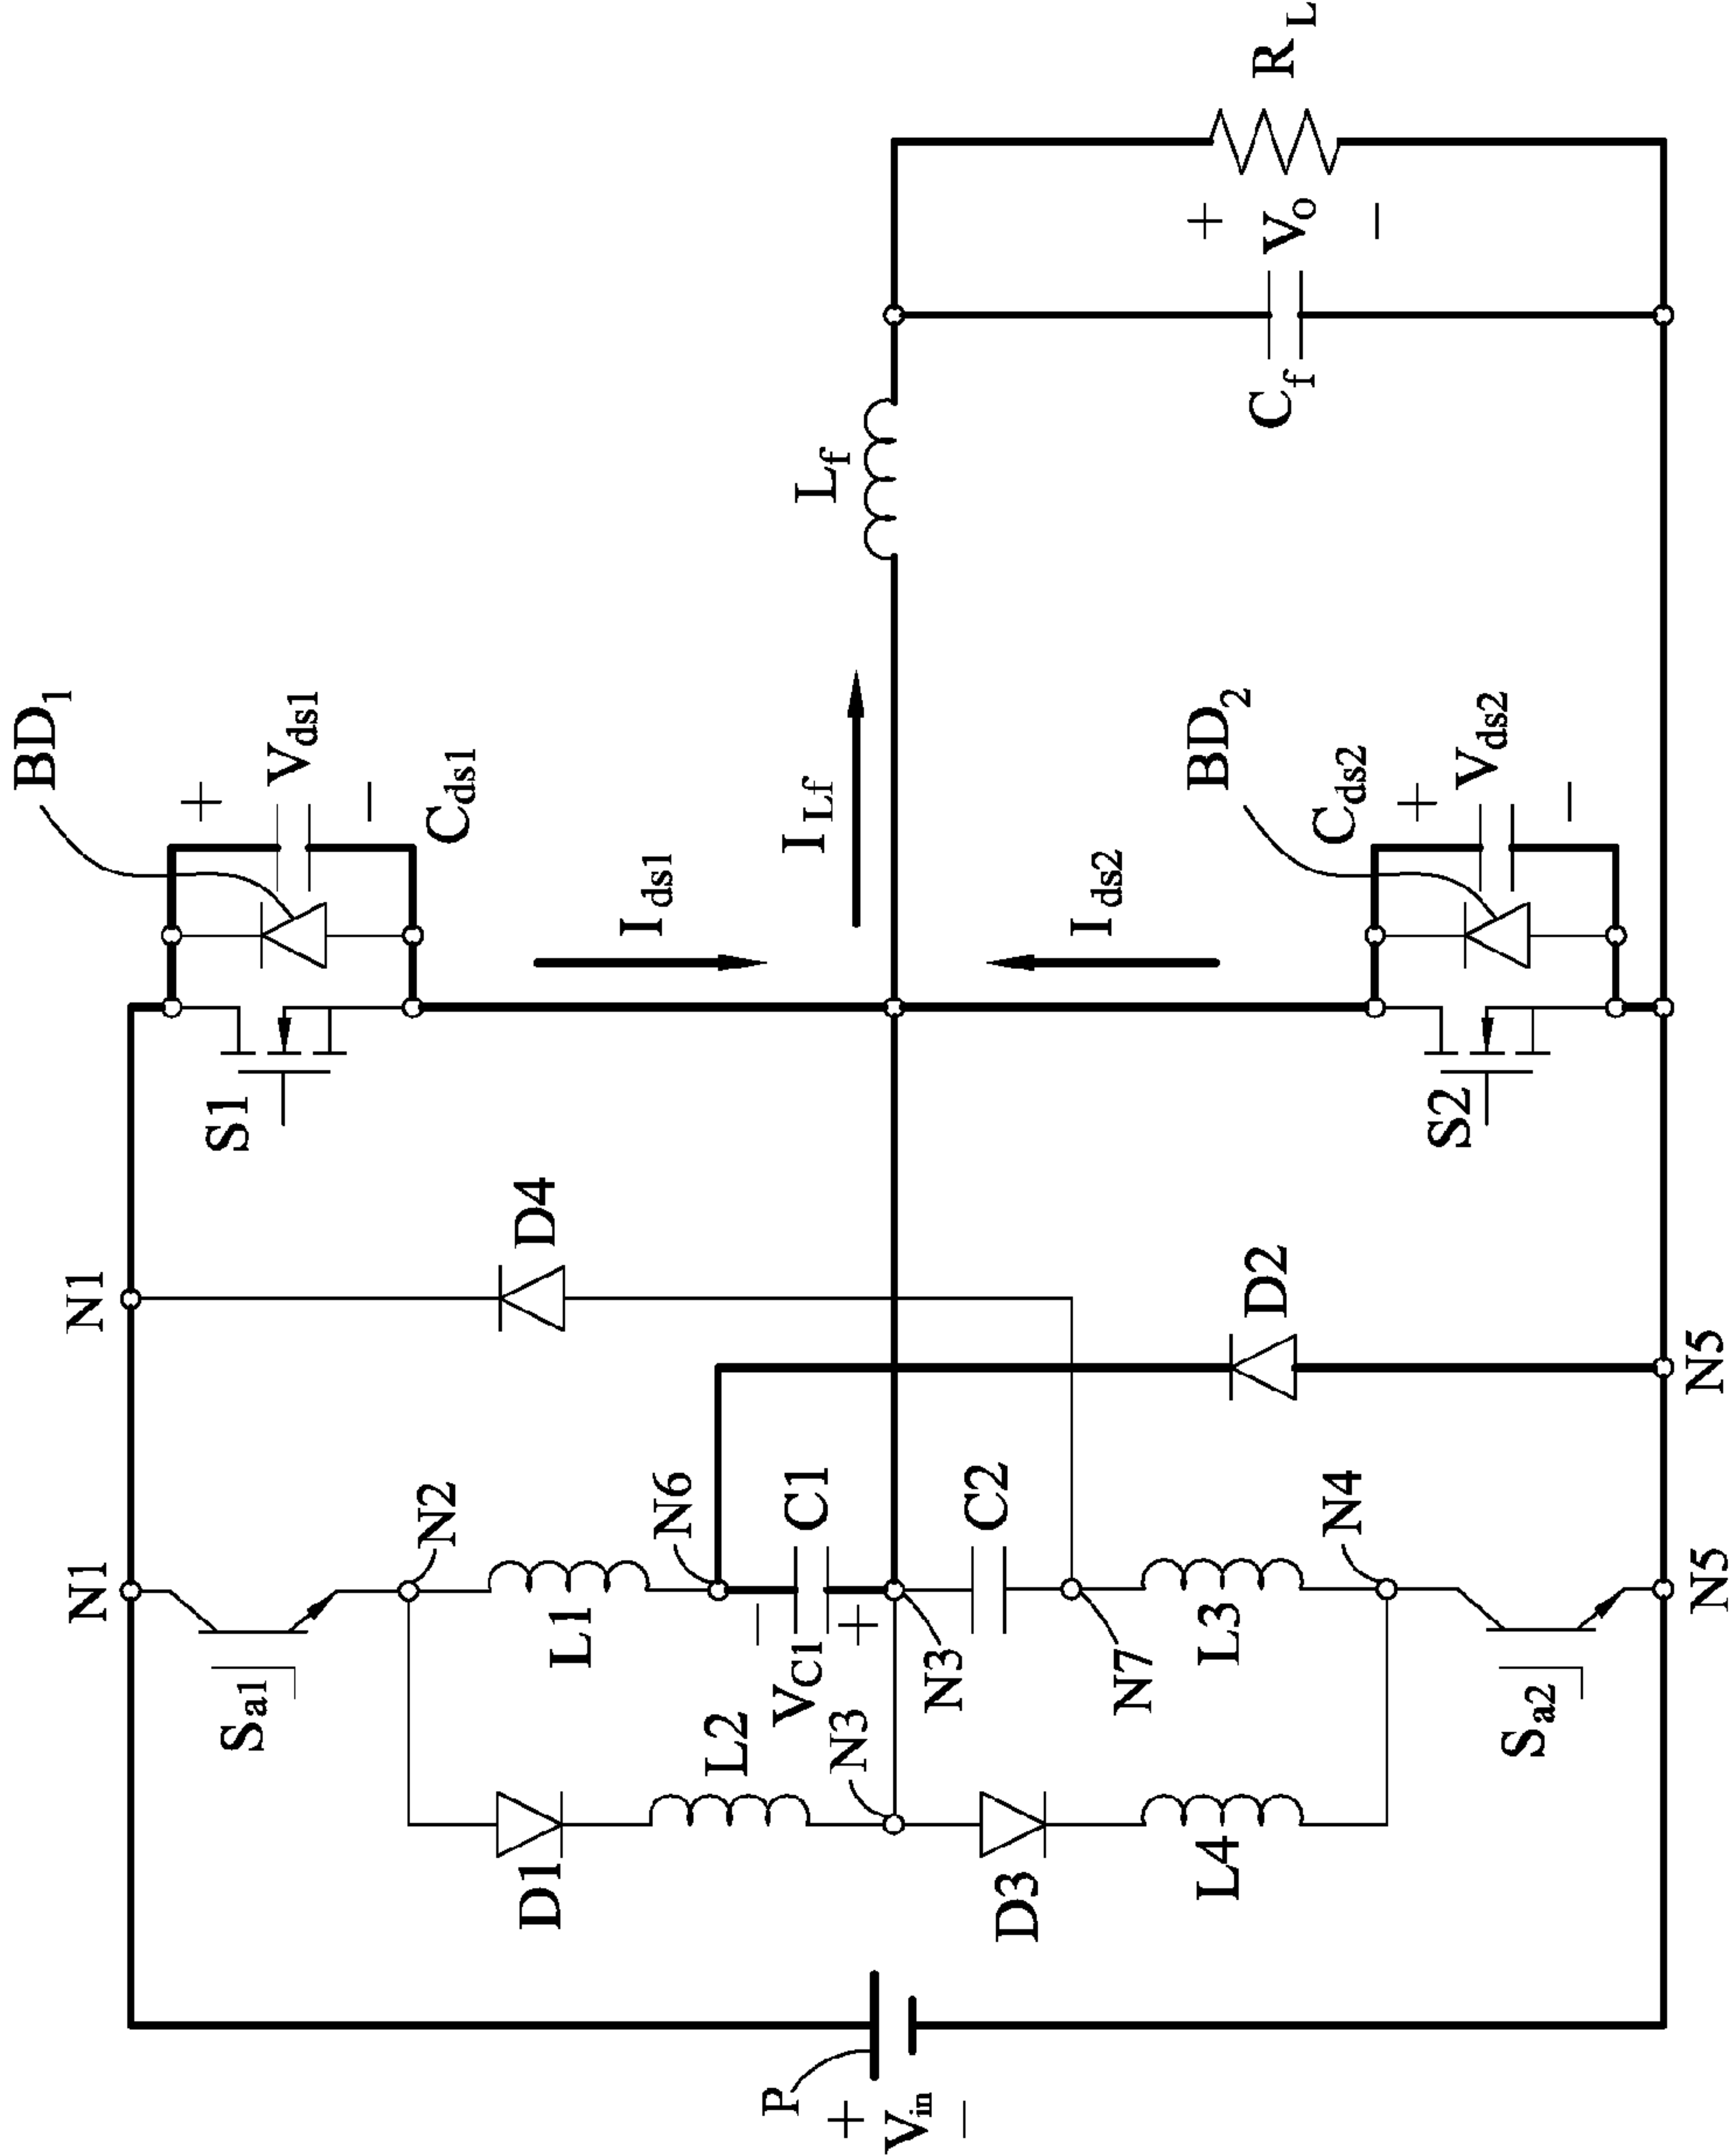 BD1
+
Vds1
−
Cds1
S1
Ids1
ILf
Ids2
Lf
RL
+
Vo
−
Cf
BD2
Cds2
+
Vds2
−
S2
N1
N1
D4
D2
N5
N5
Sa1
N2
L1
N6
C1
−
VC1
+
N3
C2
N7
L3
N4
Sa2
D1
L2
N3
D3
L4
P
+
Vin
−